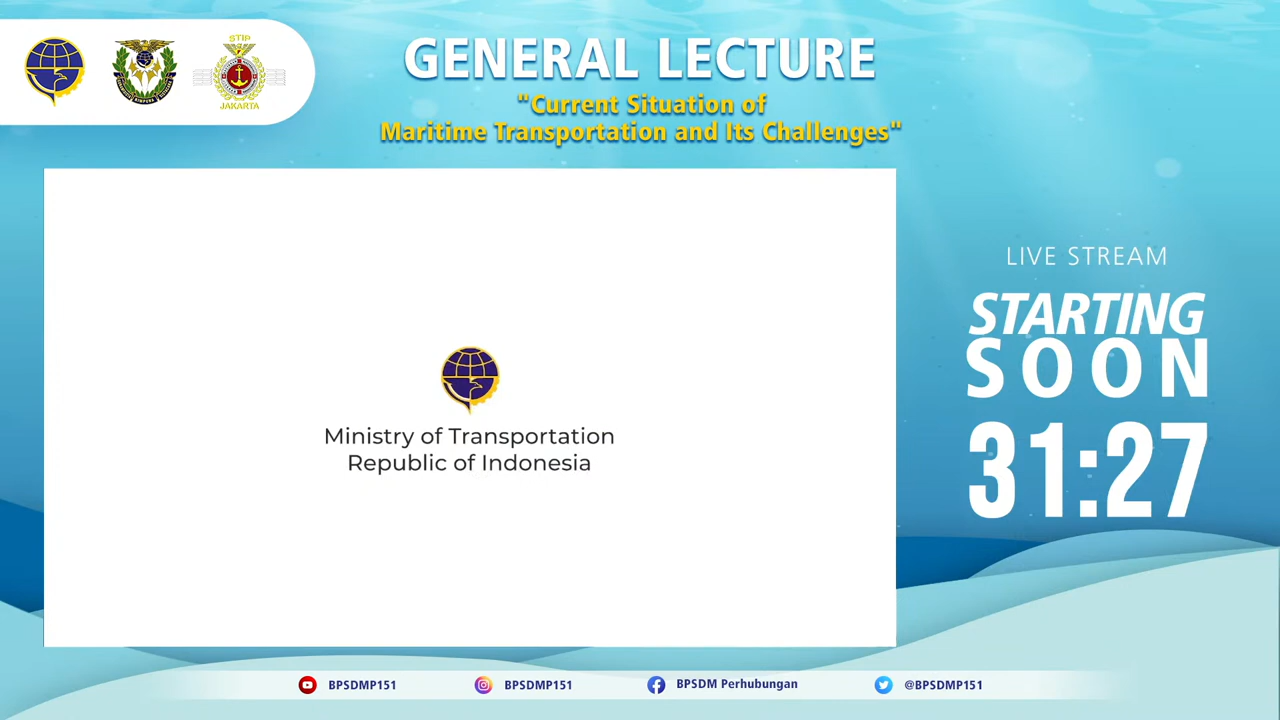 STIP
JAKARTA
GENERAL LECTURE
"Current Situation of
Maritime Transportation and Its Challenges"
Ministry of Transportation
Republic of Indonesia
LIVE STREAM
STARTING
SOON
31:27
BPSDMP151
BPSDMP151
BPSDM Perhubungan
@BPSDMP151